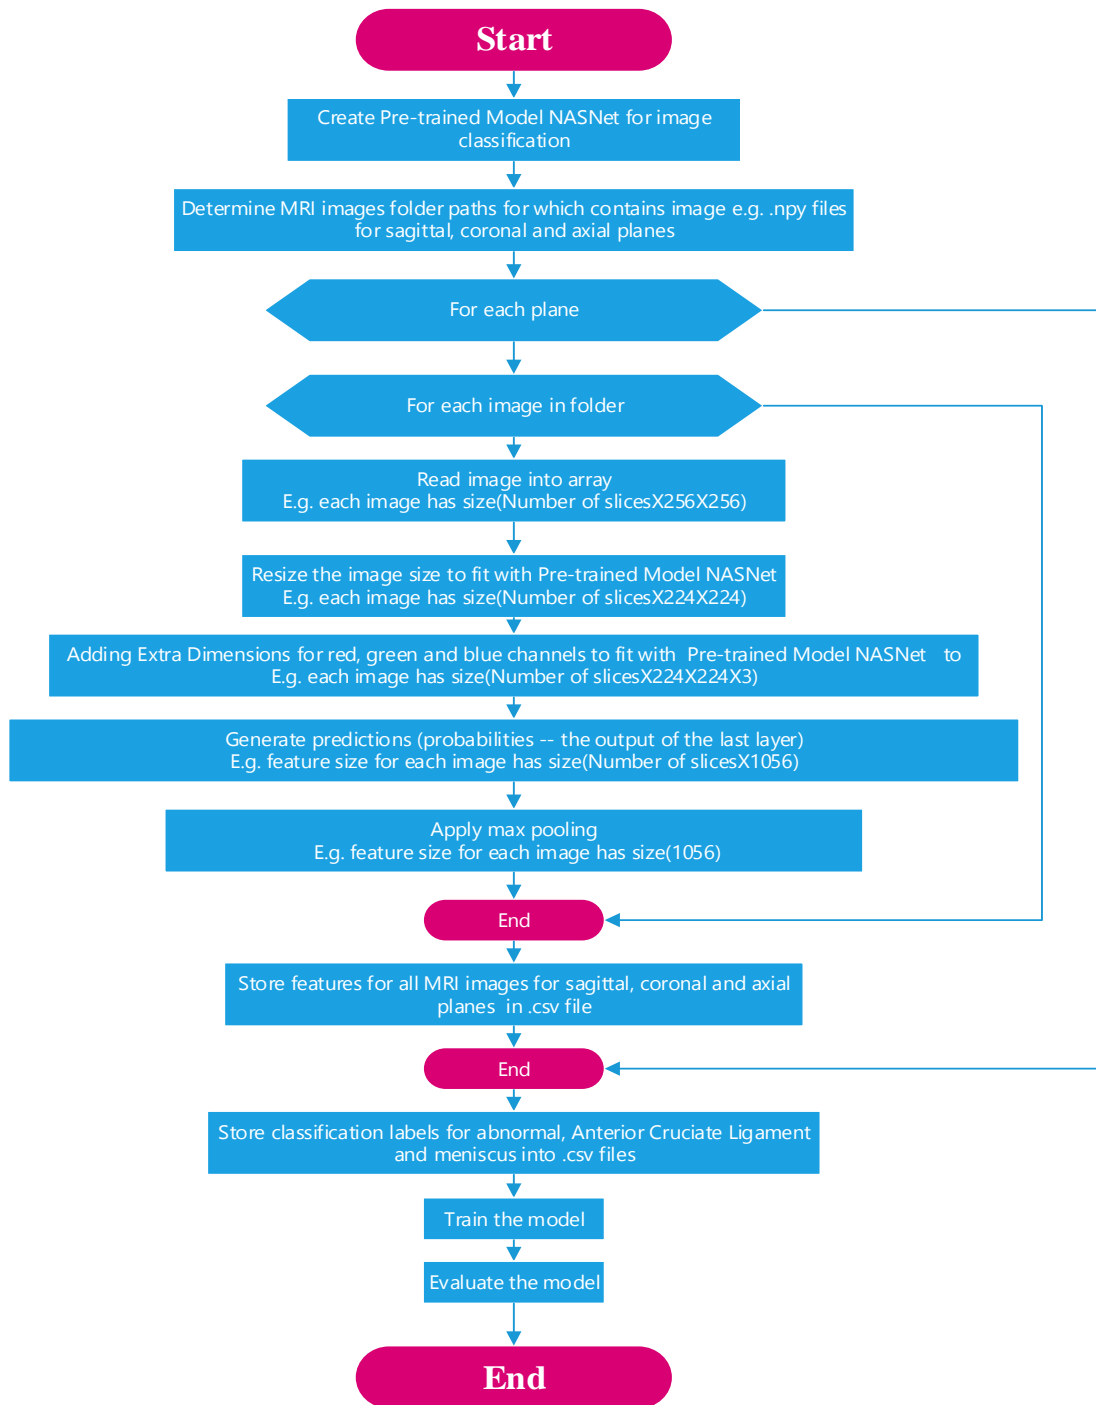 Start
Create Pre-trained Model NASNet for image
classification
Determine MRI images folder paths for which contains image e.g. .npy files
for sagittal, coronal and axial planes
For each plane
For each image in folder
Read image into array
E.g. each image has size(Number of slicesX256X256)
Resize the image size to fit with Pre-trained Model NASNet
E.g. each image has size(Number of slicesX224X224)
Adding Extra Dimensions for red, green and blue channels to fit with Pre-trained Model NASNet to
E.g. each image has size(Number of slicesX224X224X3)
Generate predictions (probabilities -- the output of the last layer)
E.g. feature size for each image has size(Number of slicesX1056)
Apply max pooling
E.g. feature size for each image has size(1056)
End
Store features for all MRI images for sagittal, coronal and axial
planes in .csv file
End
Store classification labels for abnormal, Anterior Cruciate Ligament
and meniscus into .csv files
Train the model
Evaluate the model
End